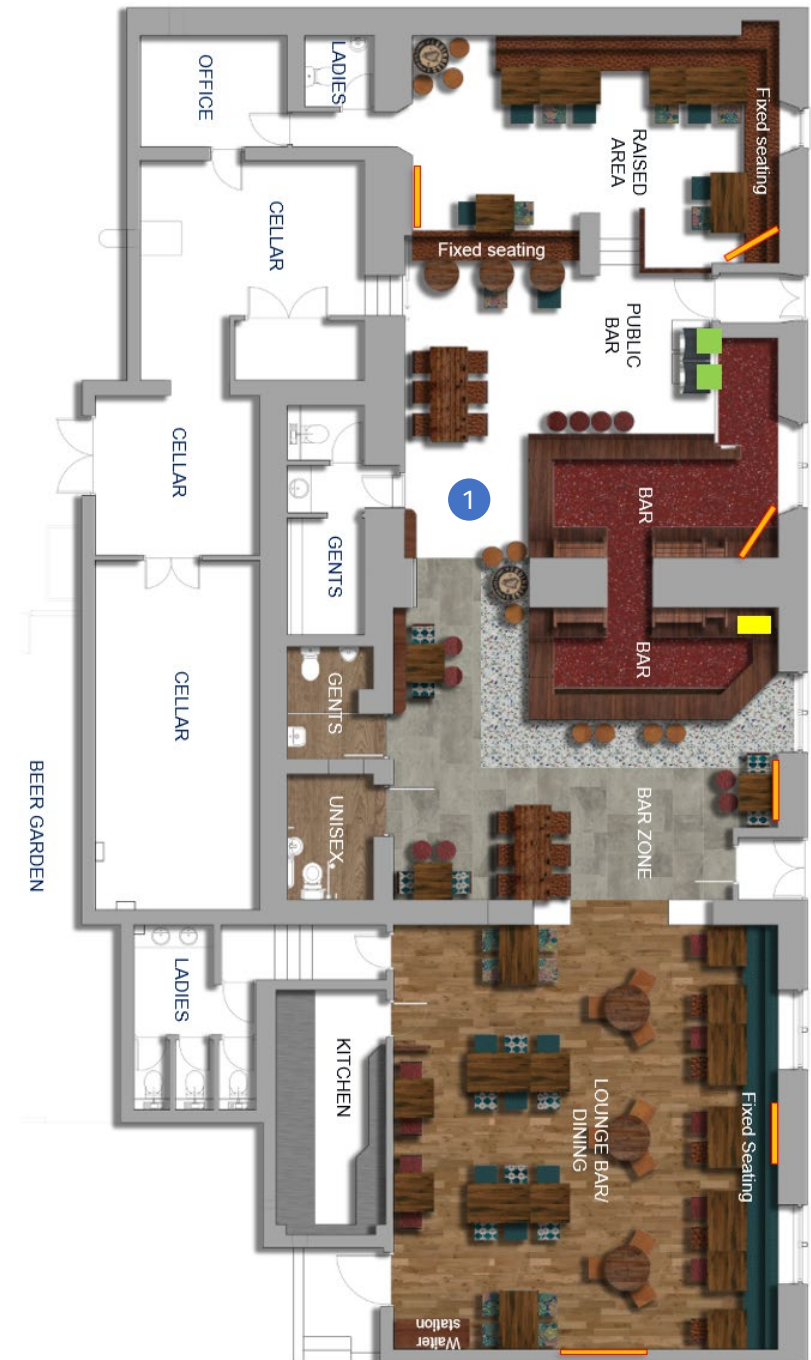 OFFICE
LADIES
Fixed seating
RAISED
AREA
CELLAR
Fixed seating
PUBLIC
BAR
CELLAR
BAR
1
GENTS
CELLAR
GENTS
BAR
UNISEX
BAR ZONE
BEER GARDEN
LADIES
KITCHEN
LOUNGE BAR/
DINING
Fixed Seating
Waiter
station